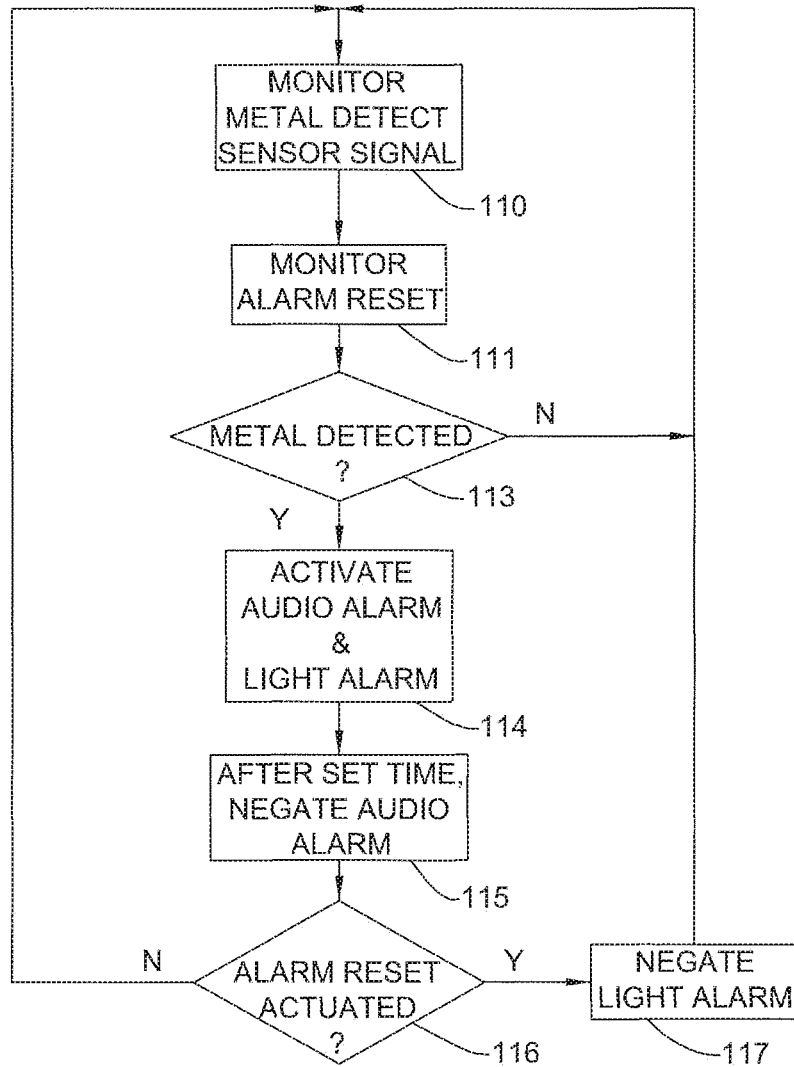 MONITOR
METAL DETECT
SENSOR SIGNAL
110
MONITOR
ALARM RESET
111
METAL DETECTED
?
N
113
Y
ACTIVATE
AUDIO ALARM
&
LIGHT ALARM
114
AFTER SET TIME,
NEGATE AUDIO
ALARM
115
N
ALARM RESET
ACTUATED
?
Y
116
NEGATE
LIGHT ALARM
117